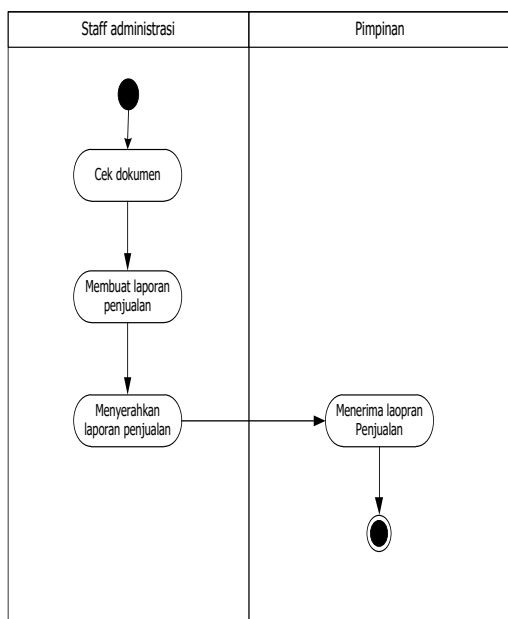 Staff administrasi
Pimpinan
Cek dokumen
Membuat laporan
penjualan
Menyerahkan
laporan penjualan
Menerima laopran
Penjualan